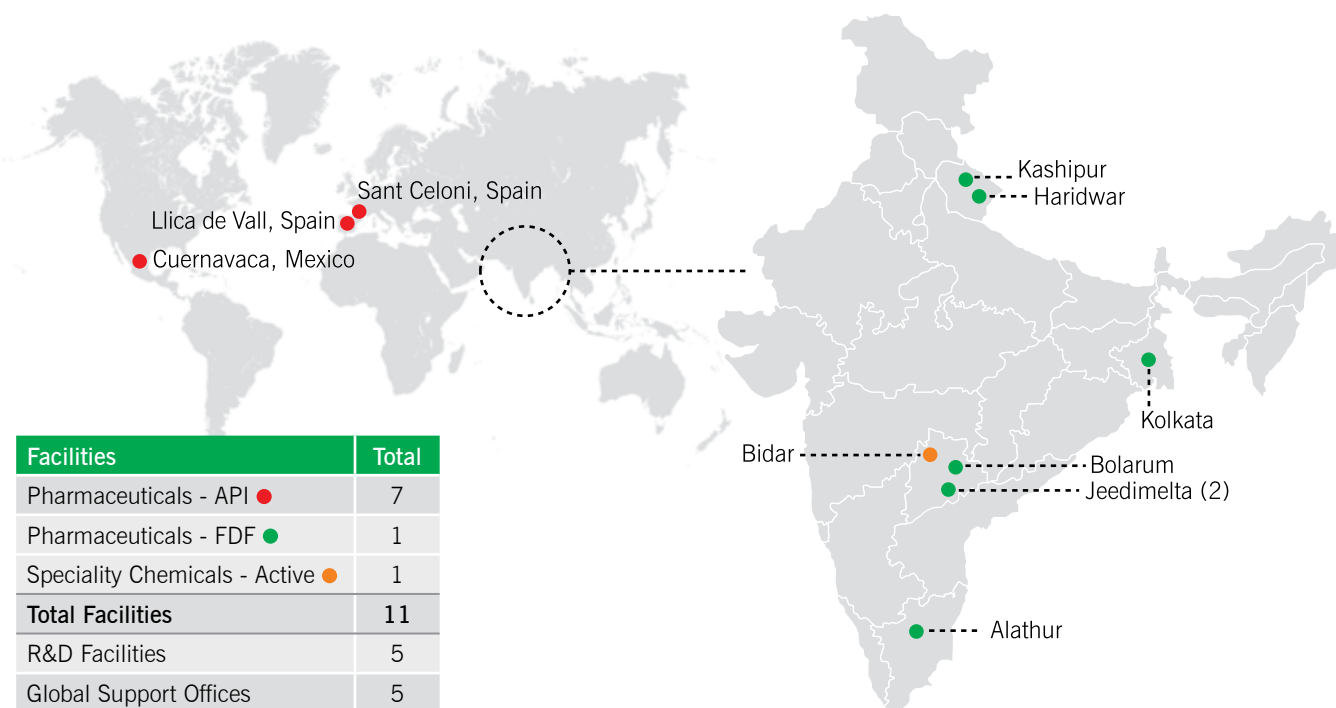 Sant Celoni, Spain
Llica de Vall, Spain
Cuernavaca, Mexico
Kashipur
Haridwar
Kolkata
Bidar
Bolarum
Jeedimelta (2)
Alathur
Facilities Total
Pharmaceuticals - API 7
Pharmaceuticals - FDF 1
Speciality Chemicals - Active 1
Total Facilities 11
R&D Facilities 5
Global Support Offices 5